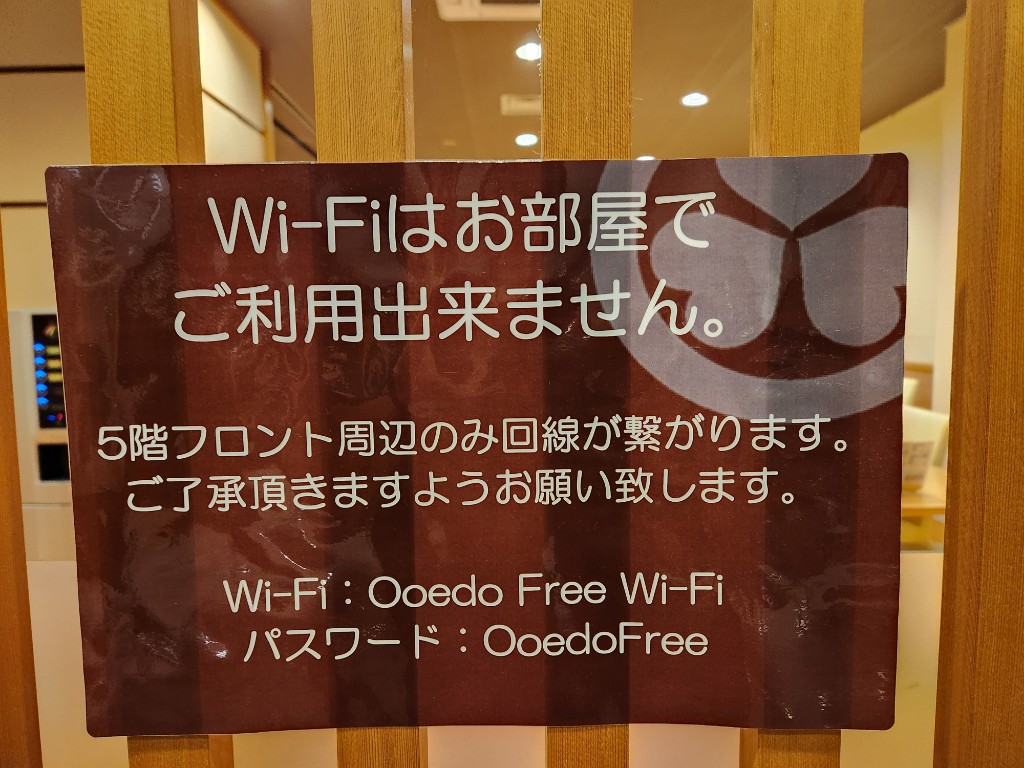 Wi-Fiはお部屋で
ご利用出来ません。
5階フロント周辺のみ回線が繋がります。
ご了承頂きますようお願い致します。
Wi-Fi：Ooedo Free Wi-Fi
パスワード：OoedoFree